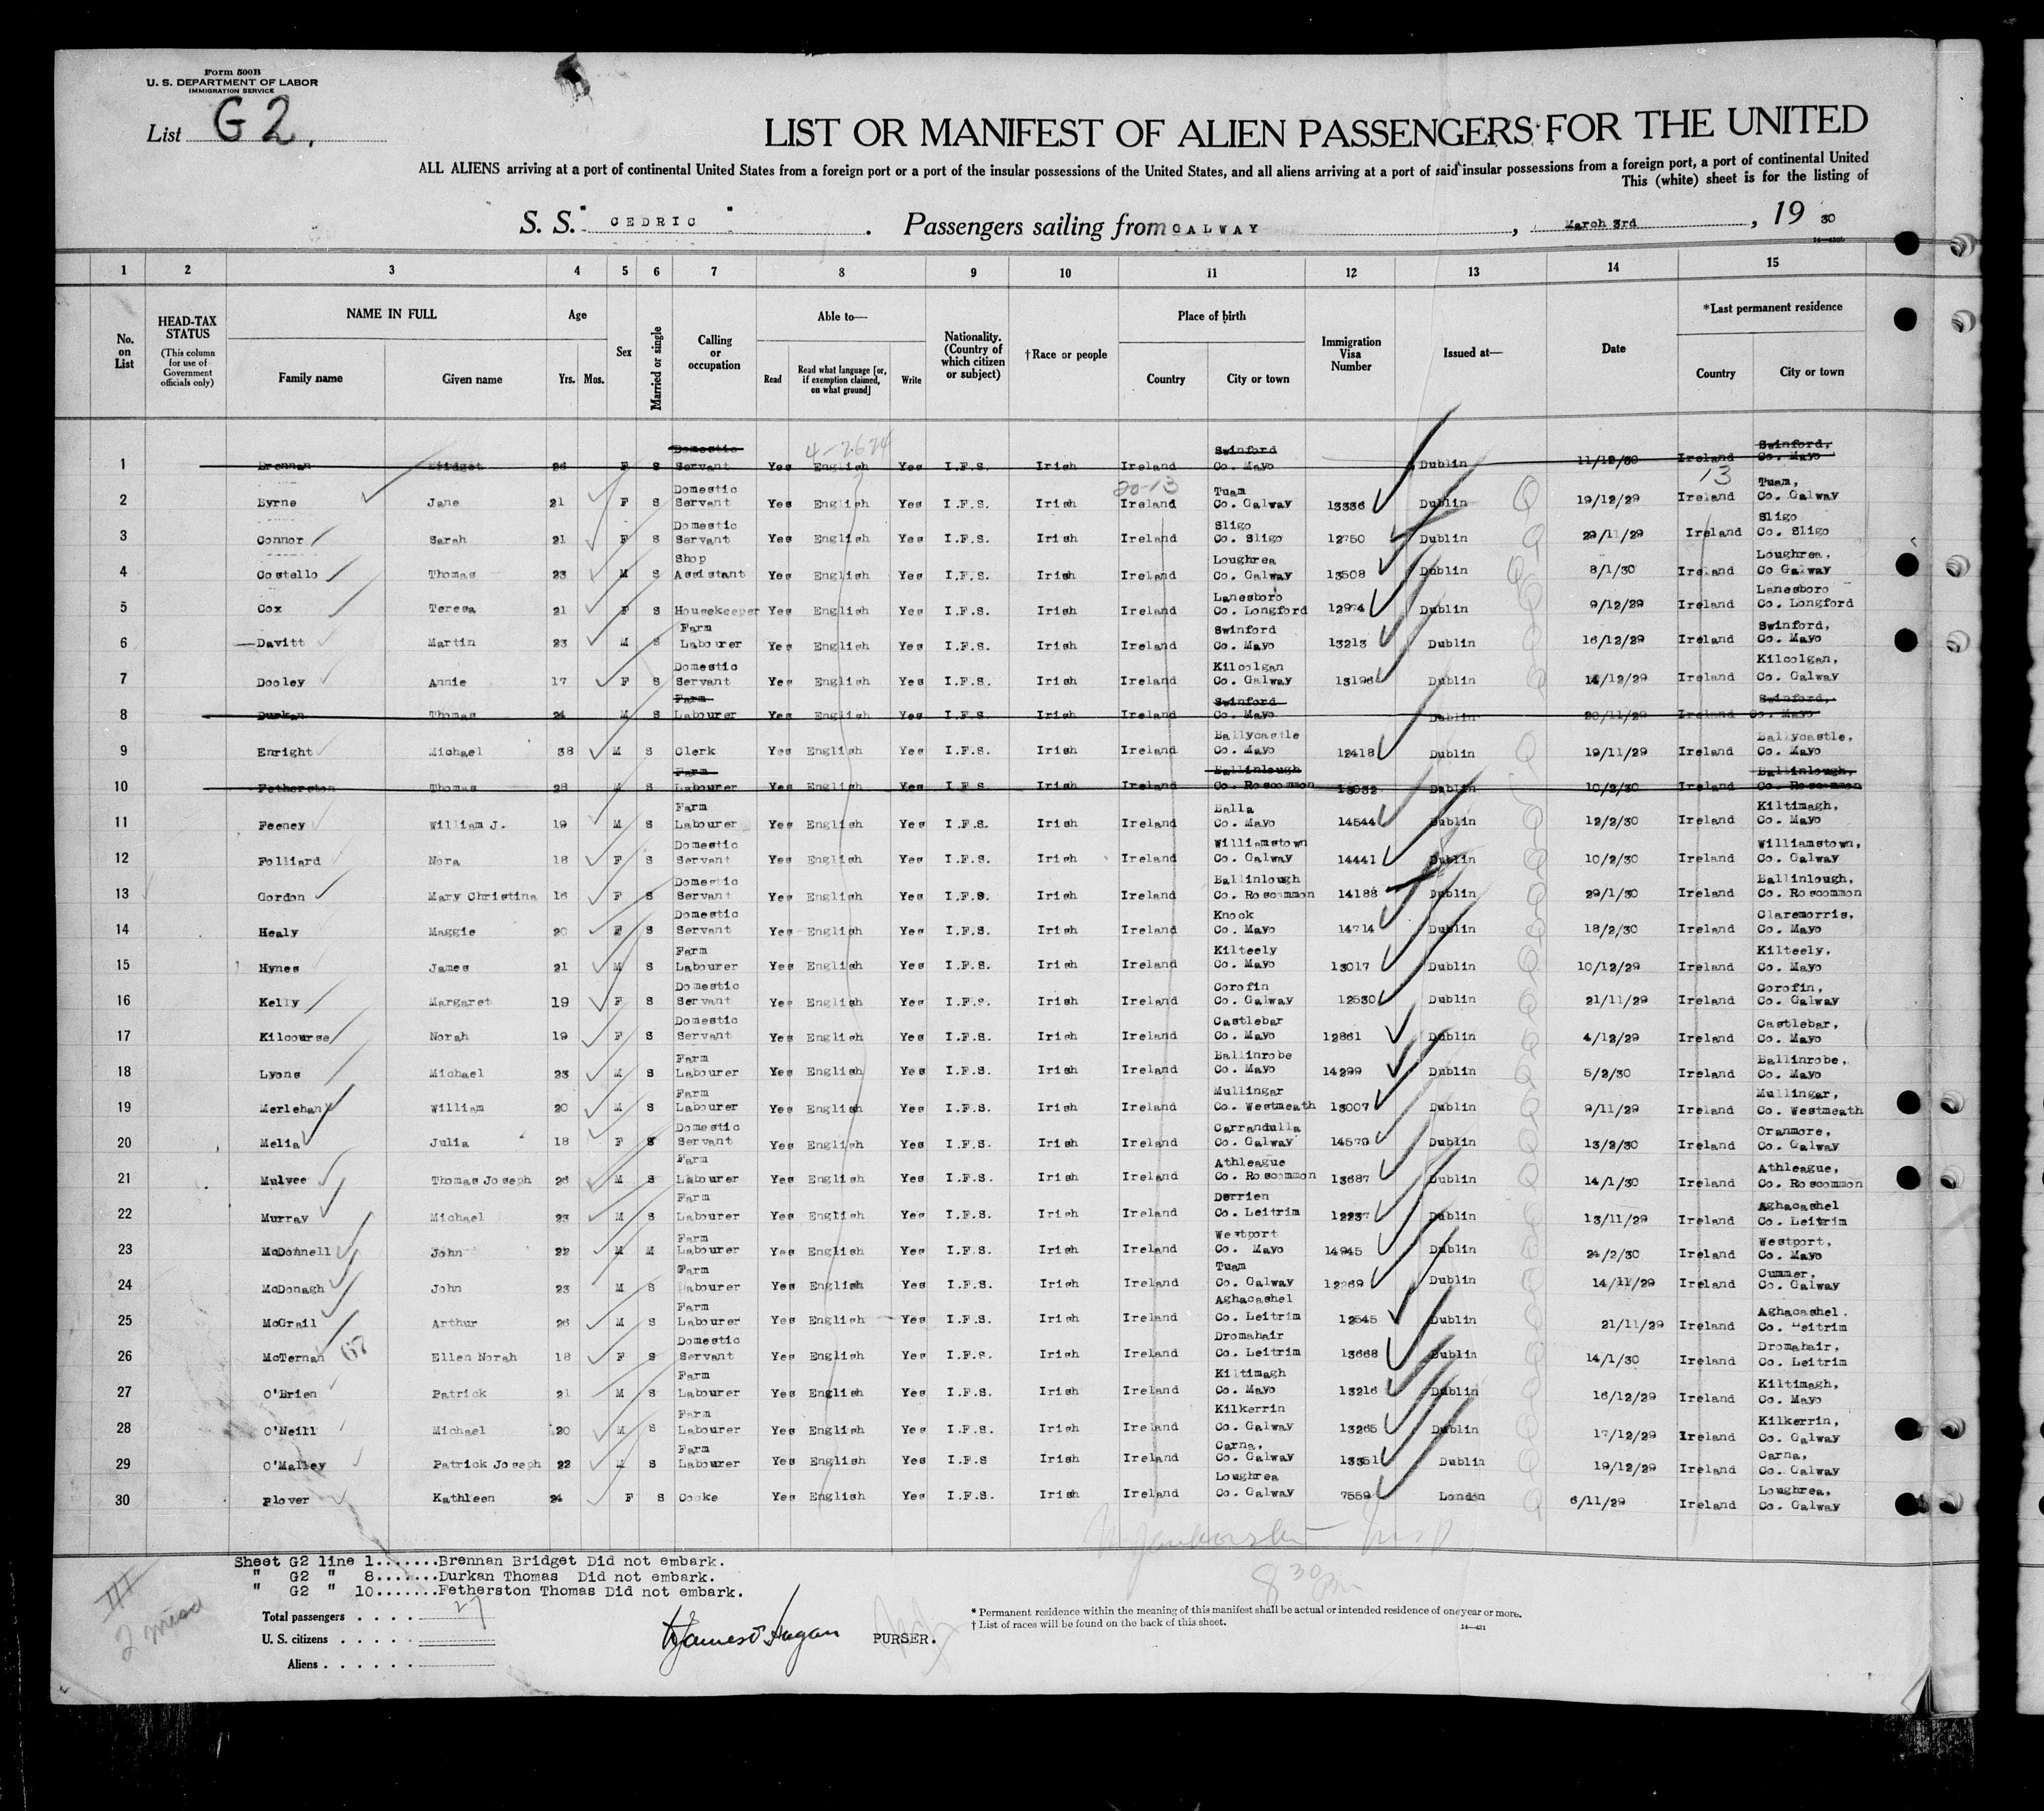 Form 500B
U. S. DEPARTMENT OF LABOR
IMMIGRATION SERVICE
List G 2.
LIST OR MANIFEST OF ALIEN PASSENGERS FOR THE UNITED
ALL ALIENS arriving at a port of continental United States from a foreign port or a port of the insular possessions of the United States, and all aliens arriving at a port of said insular possessions from a foreign port, a port of continental United
This (white) sheet is for the listing of
S. S. " CEDRIC " . Passengers sailing from GALWAY , March 3rd , 19 30
1 2 3 4 5 6 7 8 9 10 11 12 13 14 15
No. on List
HEAD-TAX STATUS
(This column for use of Government officials only)
NAME IN FULL
Family name Given name
Age
Yrs. Mos.
Sex
Married or single
Calling or occupation
Able to—
Read Read what language [or, if exemption claimed, on what ground] Write
Nationality. (Country of which citizen or subject)
†Race or people
Place of birth
Country City or town
Immigration Visa Number
Issued at—
Date
*Last permanent residence
Country City or town
4-2624
1 Brennan Bridget 26 F S Domestic Servant Yes English Yes I.F.S. Irish Ireland Swinford Co. Mayo Dublin 11/12/30 Ireland Swinford, Co. Mayo
20-13 13
2 Byrne Jane 21 F S Domestic Servant Yes English Yes I.F.S. Irish Ireland Tuam Co. Galway 13336 Dublin 19/12/29 Ireland Tuam, Co. Galway
3 Connor Sarah 21 F S Domestic Servant Yes English Yes I.F.S. Irish Ireland Sligo Co. Sligo 12750 Dublin 29/11/29 Ireland Sligo Co. Sligo
4 Costello Thomas 23 M S Shop Assistant Yes English Yes I.F.S. Irish Ireland Loughrea Co. Galway 13508 Dublin 8/1/30 Ireland Loughrea, Co Galway
5 Cox Teresa 21 F S Housekeeper Yes English Yes I.F.S. Irish Ireland Lanesboro Co. Longford 12974 Dublin 9/12/29 Ireland Lanesboro Co. Longford
6 Davitt Martin 23 M S Farm Labourer Yes English Yes I.F.S. Irish Ireland Swinford Co. Mayo 13213 Dublin 16/12/29 Ireland Swinford, Co. Mayo
7 Dooley Annie 17 F S Domestic Servant Yes English Yes I.F.S. Irish Ireland Kilcolgan Co. Galway 13196 Dublin /12/29 Ireland Kilcolgan, Co. Galway
8 Durkan Thomas 24 M S Farm Labourer Yes English Yes I.F.S. Irish Ireland Swinford Co. Mayo Dublin 20/11/29 Ireland Swinford, Co. Mayo
9 Enright Michael 38 M S Clerk Yes English Yes I.F.S. Irish Ireland Ballycastle Co. Mayo 12418 Dublin 19/11/29 Ireland Ballycastle, Co. Mayo
10 Fetherston Thomas 28 M S Farm Labourer Yes English Yes I.F.S Irish Ireland Ballinlough Co. Roscommon 13032 Dublin 10/2/30 Ireland Ballinlough, Co. Roscommon
11 Feeney William J. 19 M S Farm Labourer Yes English Yes I.F.S. Irish Ireland Balla Co. Mayo 14544 Dublin 12/2/30 Ireland Kiltimagh, Co. Mayo
12 Folliard Nora 18 F S Domestic Servant Yes English Yes I.F.S. Irish Ireland Williamstown Co. Galway 14441 Dublin 10/2/30 Ireland Williamstown, Co. Galway
13 Gordon Mary Christina 16 F S Domestic Servant Yes English Yes I.F.S. Irish Ireland Ballinlough Co. Roscommon 14188 Dublin 29/1/30 Ireland Ballinlough, Co. Roscommon
14 Healy Maggie 20 F S Domestic Servant Yes English Yes I.F.S. Irish Ireland Knock Co. Mayo 14714 Dublin 18/2/30 Ireland Claremorris, Co. Mayo
15 Hynes James 21 M S Farm Labourer Yes English Yes I.F.S. Irish Ireland Kilteely Co. Mayo 13017 Dublin 10/12/29 Ireland Kilteely, Co. Mayo
16 Kelly Margaret 19 F S Domestic Servant Yes English Yes I.F.S. Irish Ireland Corofin Co. Galway 12530 Dublin 21/11/29 Ireland Corofin, Co. Galway
17 Kilcourse Norah 19 F S Domestic Servant Yes English Yes I.F.S. Irish Ireland Castlebar Co. Mayo 12861 Dublin 4/12/29 Ireland Castlebar, Co. Mayo
18 Lyons Michael 23 M S Farm Labourer Yes English Yes I.F.S. Irish Ireland Ballinrobe Co. Mayo 14299 Dublin 5/2/30 Ireland Ballinrobe, Co. Mayo
19 Merlehan William 20 M S Farm Labourer Yes English Yes I.F.S. Irish Ireland Mullingar Co. Westmeath 13007 Dublin 9/11/29 Ireland Mullingar, Co. Westmeath
20 Melia Julia 18 F S Domestic Servant Yes English Yes I.F.S. Irish Ireland Carrandulla Co. Galway 14579 Dublin 13/2/30 Ireland Oranmore, Co. Galway
21 Mulvee Thomas Joseph 26 M S Farm Labourer Yes English Yes I.F.S. Irish Ireland Athleague Co. Roscommon 13687 Dublin 14/1/30 Ireland Athleague, Co. Roscommon
22 Murray Michael 23 M S Farm Labourer Yes English Yes I.F.S. Irish Ireland Derrien Co. Leitrim 12237 Dublin 13/11/29 Ireland Aghacashel Co. Leitrim
23 McDonnell John 22 M M Farm Labourer Yes English Yes I.F.S. Irish Ireland Westport Co. Mayo 14945 Dublin 24/2/30 Ireland Westport, Co. Mayo
24 McDonagh John 23 M S Farm Labourer Yes English Yes I.F.S. Irish Ireland Tuam Co. Galway 12269 Dublin 14/11/29 Ireland Cummer, Co. Galway
25 McGrail Arthur 26 M S Farm Labourer Yes English Yes I.F.S. Irish Ireland Aghacashel Co. Leitrim 12545 Dublin 21/11/29 Ireland Aghacashel. Co. Leitrim
26 McTernan Ellen Norah 18 F S Domestic Servant Yes English Yes I.F.S. Irish Ireland Dromahair Co. Leitrim 13668 Dublin 14/1/30 Ireland Dromahair, Co. Leitrim
27 O'Brien Patrick 21 M S Farm Labourer Yes English Yes I.F.S. Irish Ireland Kiltimagh Co. Mayo 13216 Dublin 16/12/29 Ireland Kiltimagh, Co. Mayo
28 O'Neill Michael 20 M S Farm Labourer Yes English Yes I.F.S. Irish Ireland Kilkerrin Co. Galway 13265 Dublin 17/12/29 Ireland Kilkerrin, Co. Galway
29 O'Malley Patrick Joseph 22 M S Farm Labourer Yes English Yes I.F.S Irish Ireland Carna, Co. Galway 13351 Dublin 19/12/29 Ireland Carna, Co. Galway
30 Plover Kathleen 24 F S Cooke Yes English Yes I.F.S. Irish Ireland Loughrea Co. Galway 7559 London 6/11/29 Ireland Loughrea, Co. Galway
Sheet G2 line 1.......Brennan Bridget Did not embark.
" G2 " 8.......Durkan Thomas Did not embark.
" G2 " 10.......Fetherston Thomas Did not embark.
8 30 Pm
Total passengers . . . . 27
U. S. citizens . . . . .
Aliens . . . . . .
PURSER.
* Permanent residence within the meaning of this manifest shall be actual or intended residence of one year or more.
† List of races will be found on the back of this sheet.
14—431